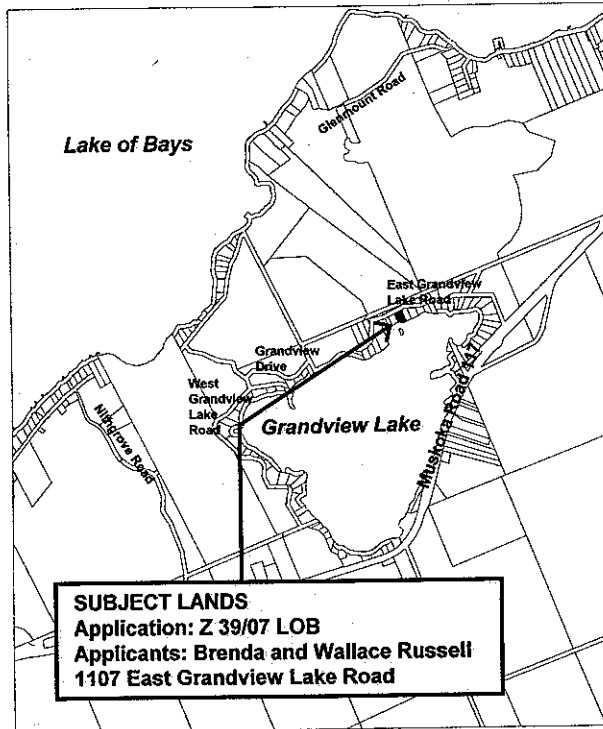 Glenmount Road
Lake of Bays
East Grandview
Lake Road
Grandview
Drive
West
Grandview
Lake
Road
Grandview Lake
Muskoka Road 117
Nithgrove Road
SUBJECT LANDS
Application: Z 39/07 LOB
Applicants: Brenda and Wallace Russell
1107 East Grandview Lake Road